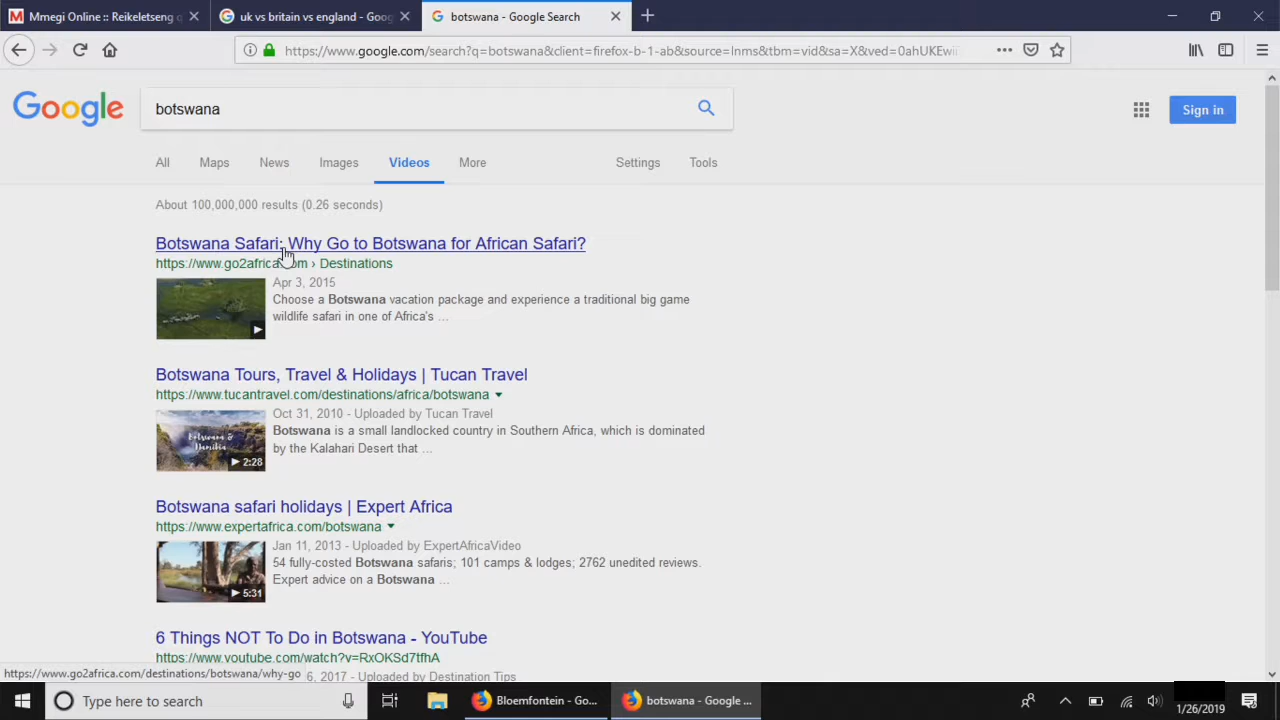 Mmegi Online :: Reikeletseng q
uk vs britain vs england - Goog
botswana - Google Search
https://www.google.com/search?q=botswana&client=firefox-b-1-ab&source=lnms&tbm=vid&sa=X&ved=0ahUKEwi
Google
botswana
Sign in
All Maps News Images Videos More Settings Tools
About 100,000,000 results (0.26 seconds)
Botswana Safari: Why Go to Botswana for African Safari?
https://www.go2africa.com › Destinations
Apr 3, 2015
Choose a Botswana vacation package and experience a traditional big game
wildlife safari in one of Africa's ...
Botswana Tours, Travel & Holidays | Tucan Travel
https://www.tucantravel.com/destinations/africa/botswana
Oct 31, 2010 - Uploaded by Tucan Travel
Botswana is a small landlocked country in Southern Africa, which is dominated
by the Kalahari Desert that ...
Botswana &
Namibia
2:28
Botswana safari holidays | Expert Africa
https://www.expertafrica.com/botswana
Jan 11, 2013 - Uploaded by ExpertAfricaVideo
54 fully-costed Botswana safaris; 101 camps & lodges; 2762 unedited reviews.
Expert advice on a Botswana ...
5:31
6 Things NOT To Do in Botswana - YouTube
https://www.youtube.com/watch?v=RxOKSd7tfhA
6, 2017 - Uploaded by Destination Tips
https://www.go2africa.com/destinations/botswana/why-go
Type here to search
Bloemfontein - Go...
botswana - Google ...
1/26/2019